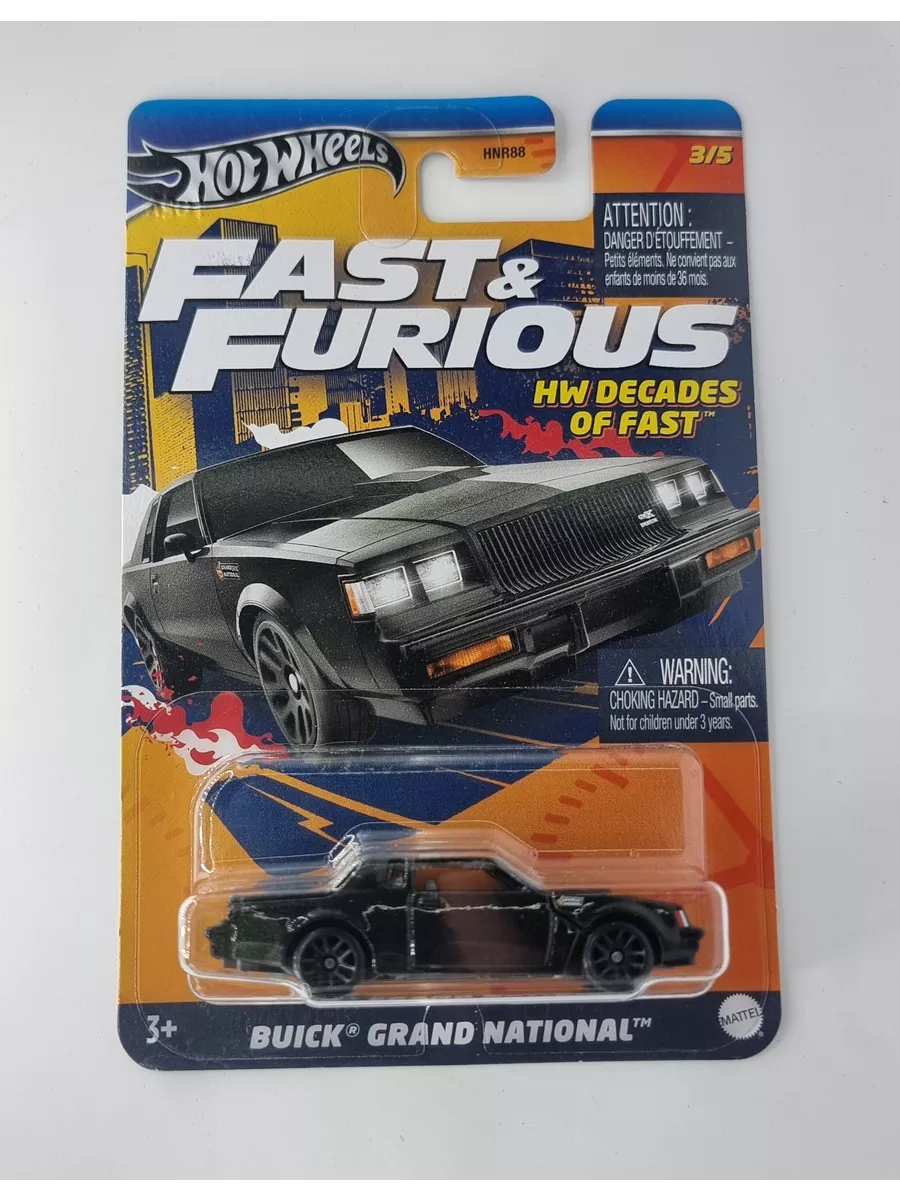 HOT WHEELS
HNR88
3/5
FAST &
FURIOUS
ATTENTION :
DANGER D'ÉTOUFFEMENT –
Petits éléments. Ne convient pas aux
enfants de moins de 36 mois.
HW DECADES
OF FAST™
GRAND
NATIONAL
WARNING:
CHOKING HAZARD – Small parts.
Not for children under 3 years.
3+
BUICK® GRAND NATIONAL™
MATTEL®